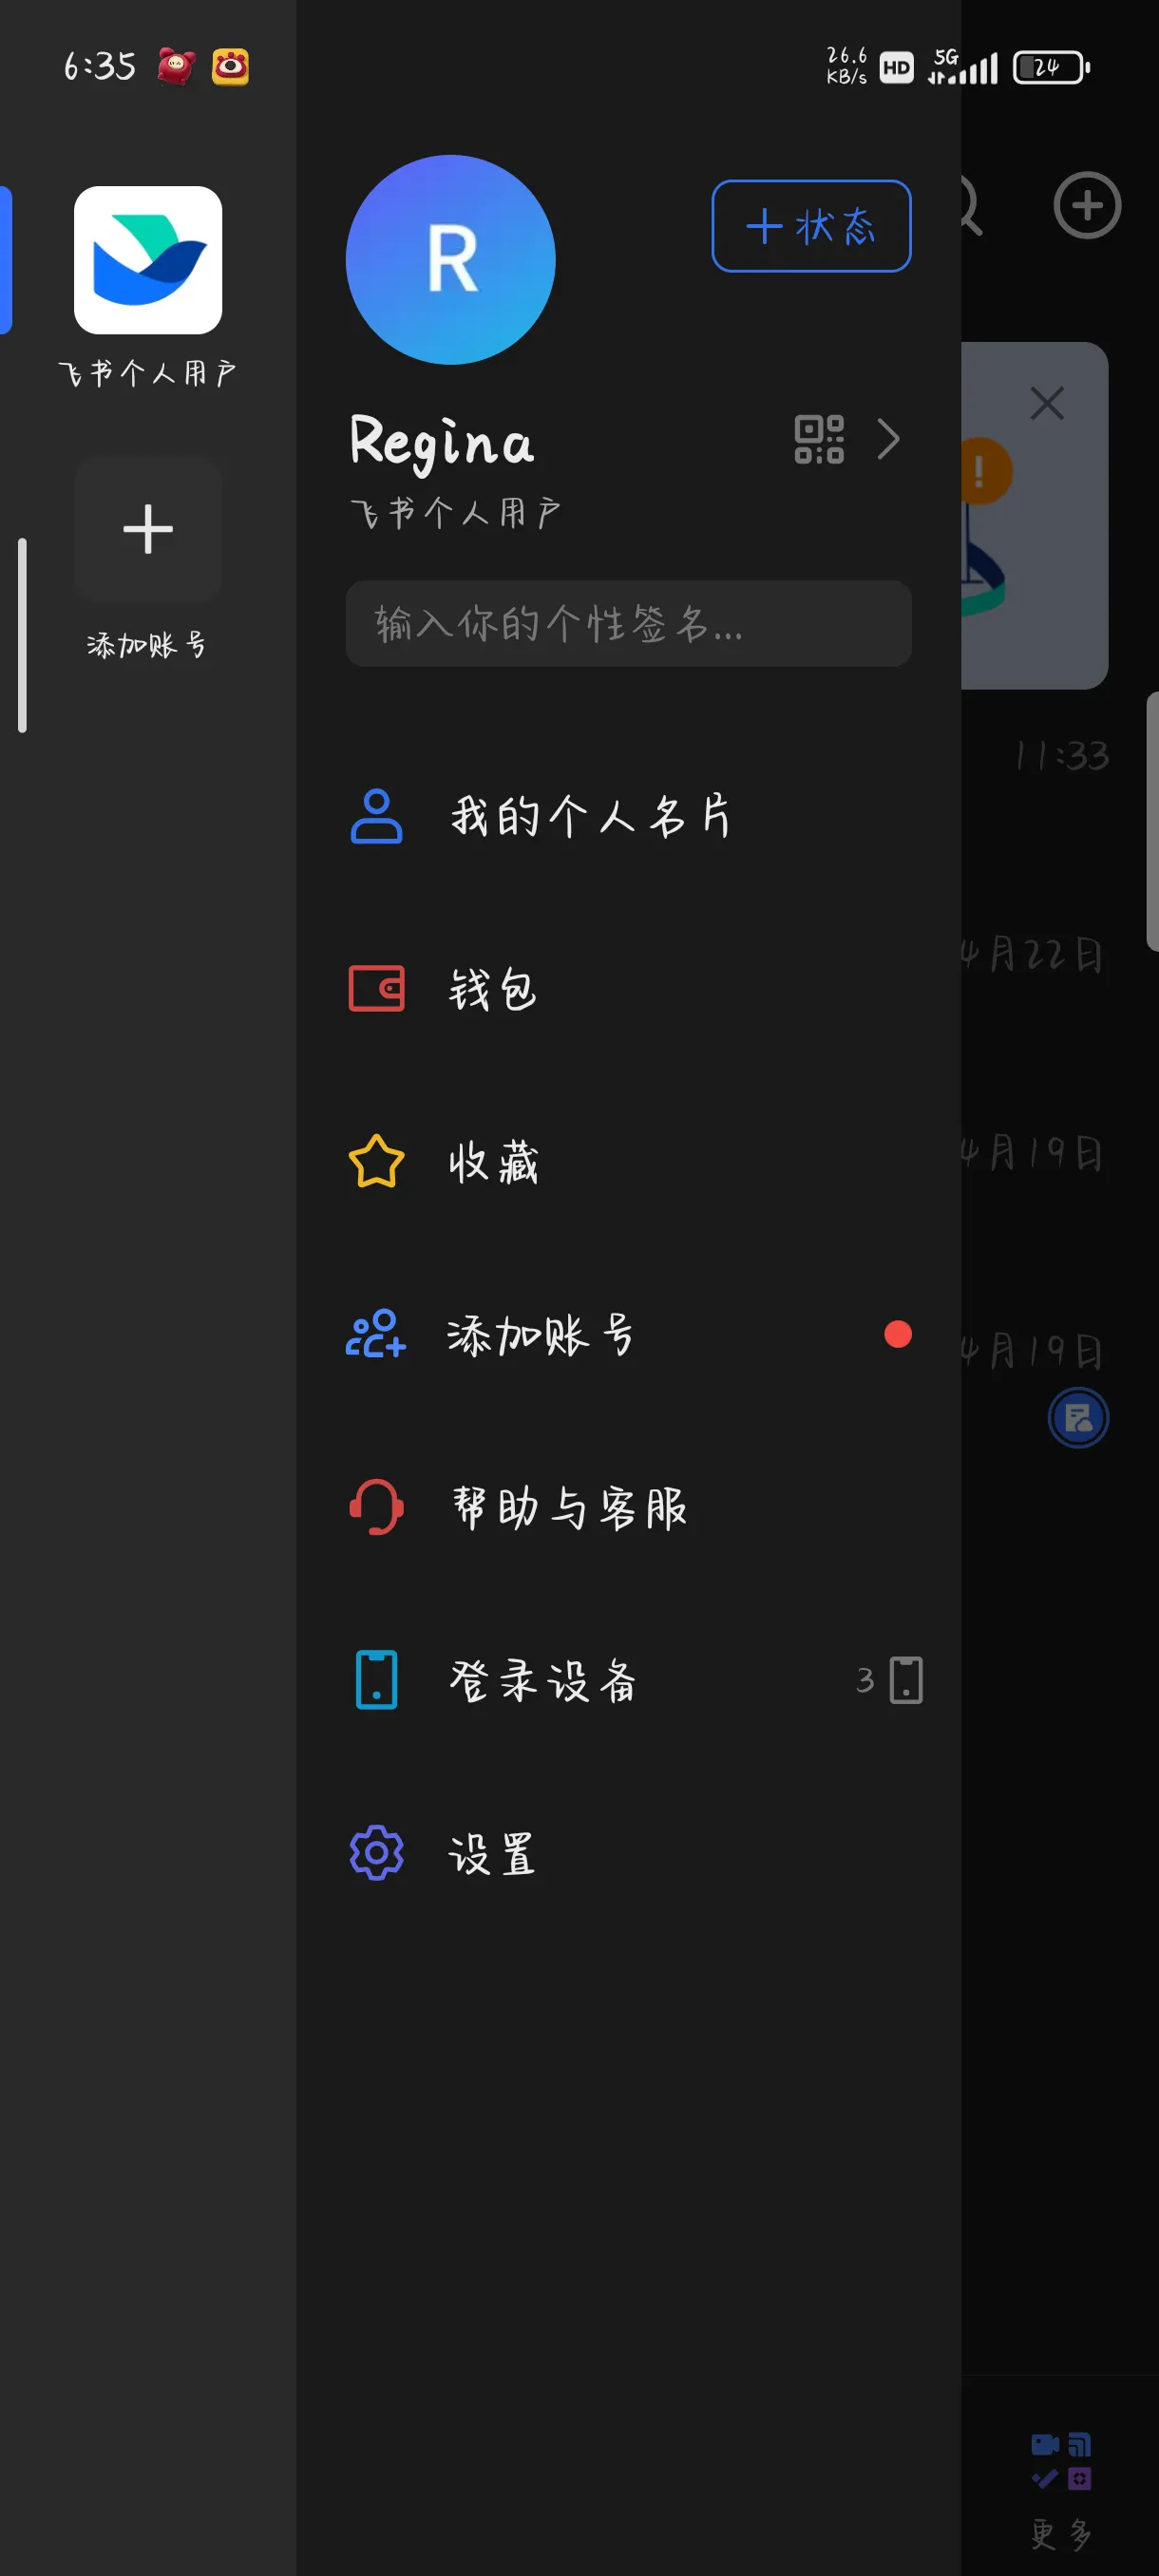 6:35
26.6
KB/s
HD
5G
24
飞书个人用户
添加账号
R
状态
Regina
飞书个人用户
输入你的个性签名...
我的个人名片
钱包
收藏
添加账号
帮助与客服
登录设备
3
设置
11:33
4月22日
4月19日
4月19日
更多